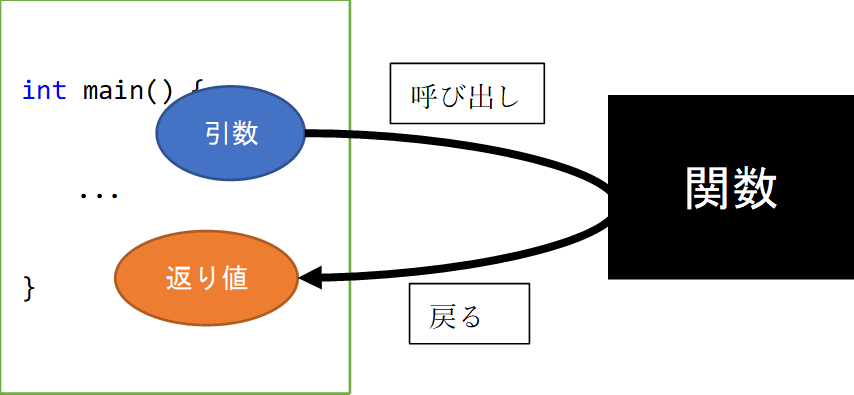 int main() {
引数
...
返り値
}
呼び出し
関数
戻る